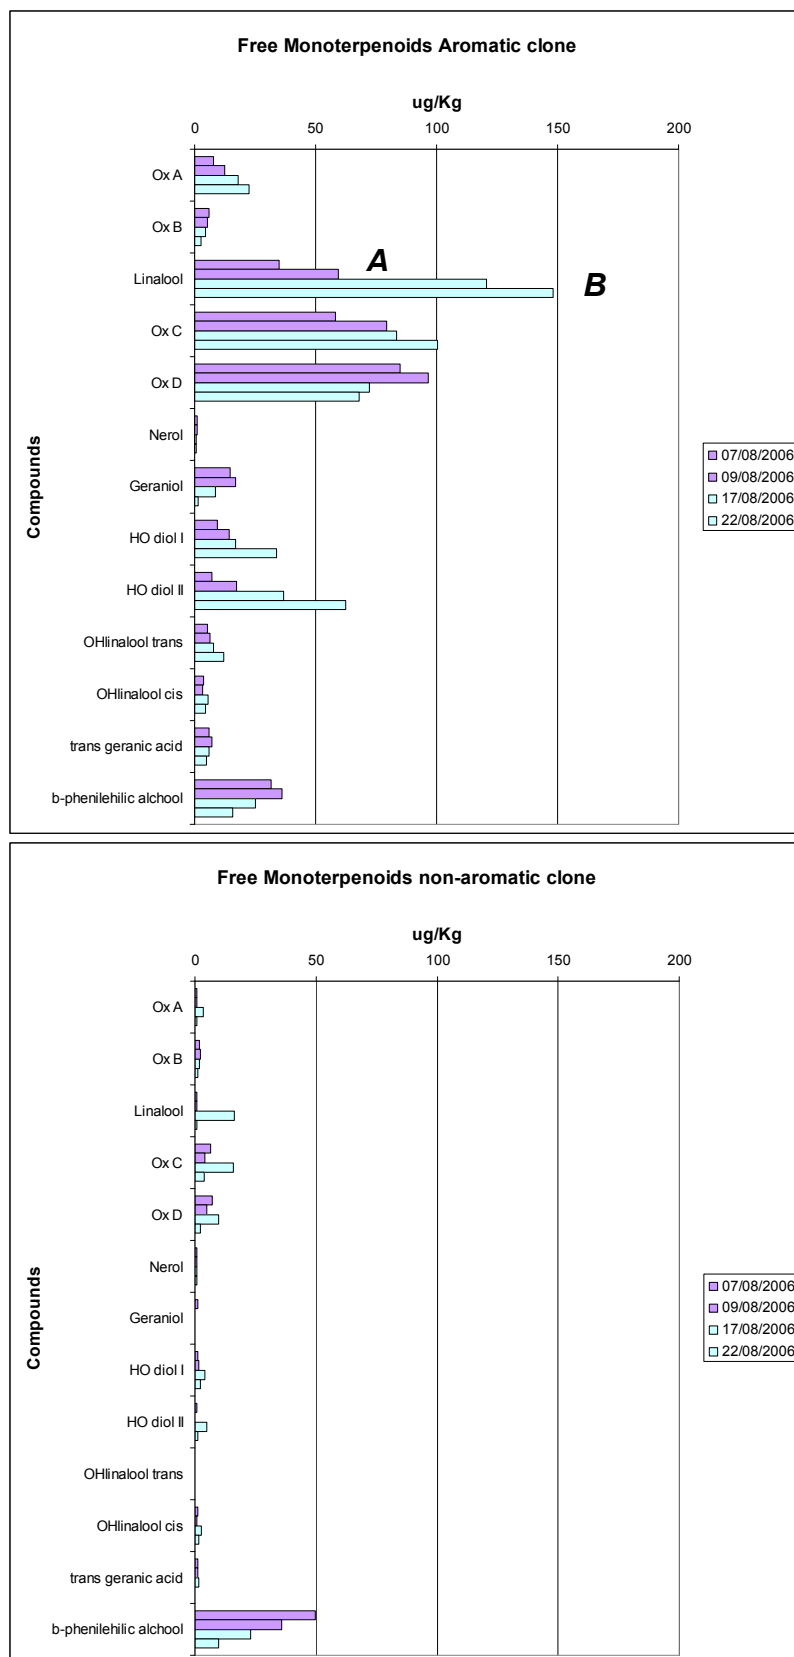 Free Monoterpenoids Aromatic clone
ug/Kg
0 50 100 150 200
Ox A
Ox B
Linalool
A
B
Ox C
Ox D
Nerol
Geraniol
HO diol I
HO diol II
OHlinalool trans
OHlinalool cis
trans geranic acid
b-phenilehilic alchool
Compounds
07/08/2006
09/08/2006
17/08/2006
22/08/2006
Free Monoterpenoids non-aromatic clone
ug/Kg
0 50 100 150 200
Ox A
Ox B
Linalool
Ox C
Ox D
Nerol
Geraniol
HO diol I
HO diol II
OHlinalool trans
OHlinalool cis
trans geranic acid
b-phenilehilic alchool
Compounds
07/08/2006
09/08/2006
17/08/2006
22/08/2006